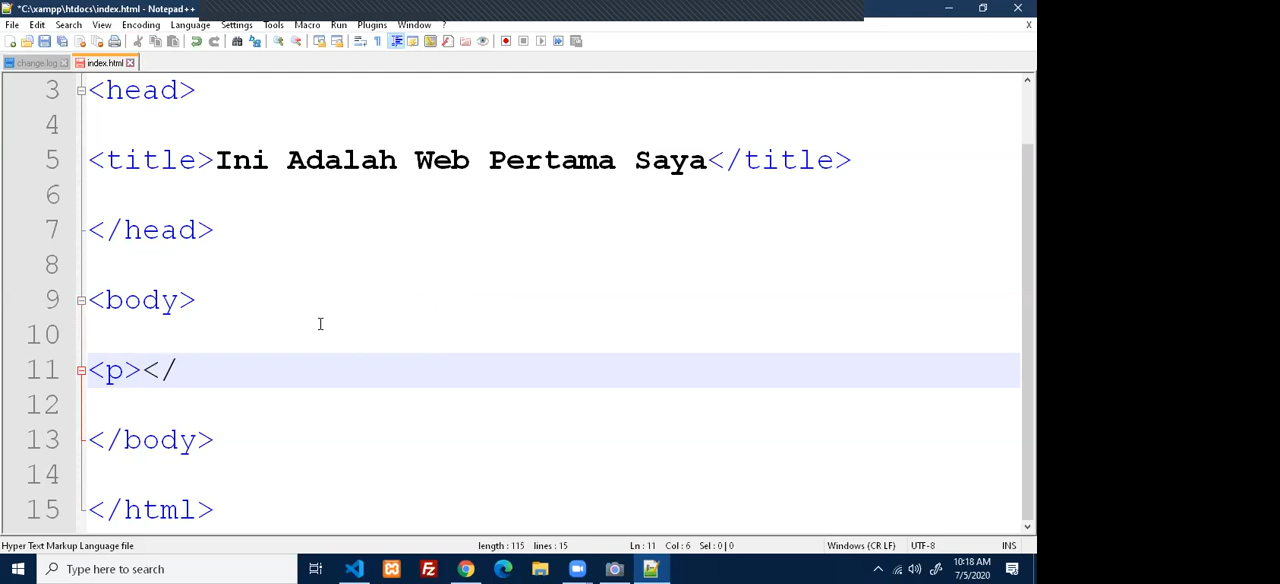 *C:\xampp\htdocs\index.html - Notepad++
File Edit Search View Encoding Language Settings Tools Macro Run Plugins Window ? X
change.log index.html
3 <head>
4
5 <title>Ini Adalah Web Pertama Saya</title>
6
7 </head>
8
9 <body>
10
11 <p></
12
13 </body>
14
15 </html>
Hyper Text Markup Language file length : 115 lines : 15 Ln : 11 Col : 6 Sel : 0 | 0 Windows (CR LF) UTF-8 INS
Type here to search 10:18 AM
7/5/2020